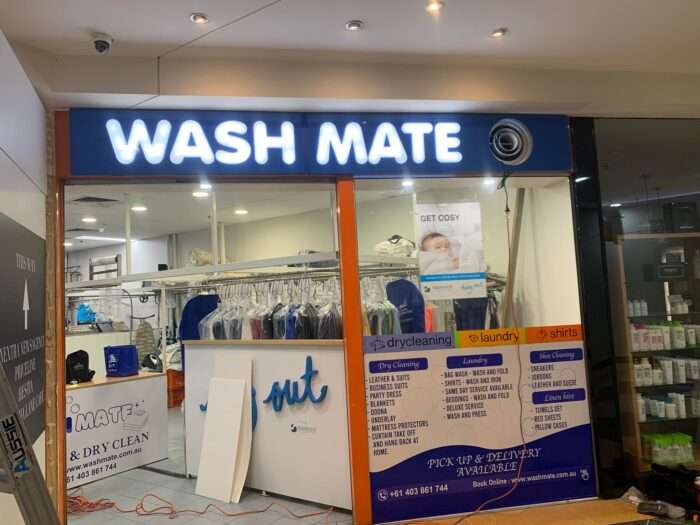 WASH MATE
GET COSY
drycleaning
laundry
shirts
Dry Cleaning
LEATHER & SUITS
BUSINESS SUITS
PARTY DRESS
BLANKETS
DOONA
UNDERLAY
MATTRESS PROTECTORS
CURTAIN TAKE OFF
AND HANG BACK AT
HOME.
Laundry
BAG WASH - WASH AND FOLD
SHIRTS - WASH AND IRON
SAME DAY SERVICE AVAILABLE
BEDDINGS - WASH AND FOLD
DELUXE SERVICE
WASH AND PRESS
Shoe Cleaning
SNEAKERS
JORDONS
LEATHER AND SUEDE
Linen hire
TOWELS SET
BED SHEETS
PILLOW CASES
PICK UP & DELIVERY
AVAILABLE
+61 403 861 744
Book Online : www.washmate.com.au
out
MATE
& DRY CLEAN
www.washmate.com.au
+61 403 861 744
THIS WAY
AUSSIE